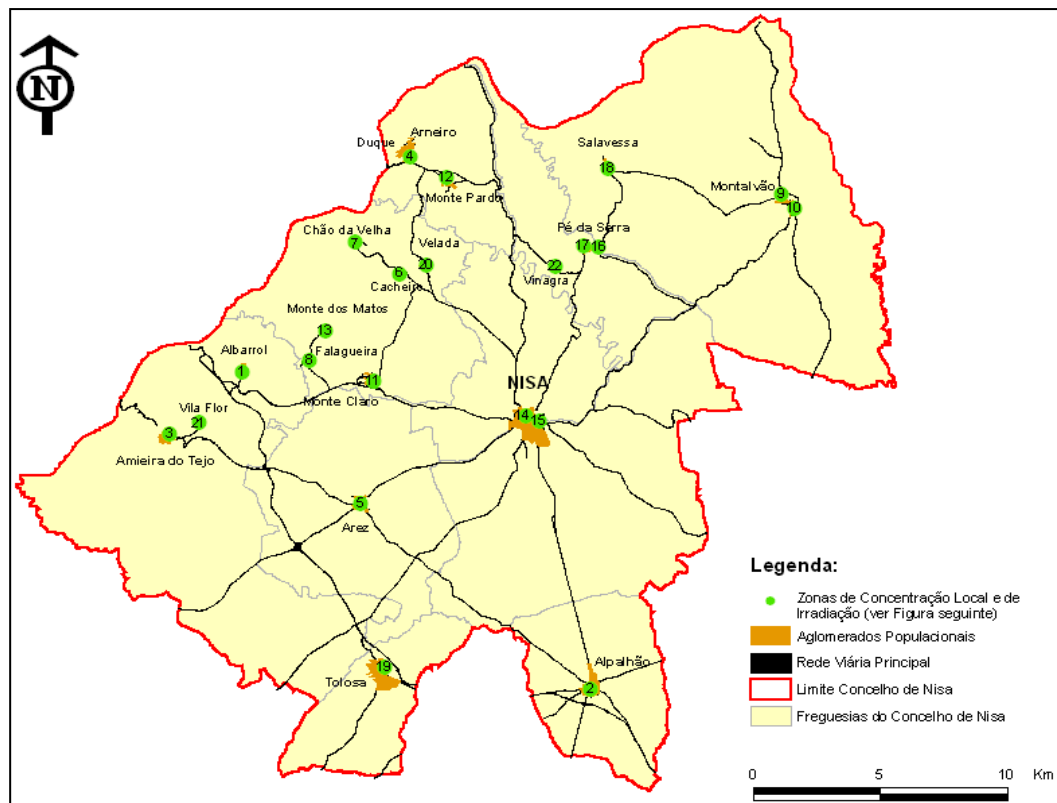 N
Arneiro
Duque
4
12
Monte Pardo
Salavessa
18
Montalvão
9
10
Chão da Velha
7
Velada
20
6
Cacheiro
Pé da Serra
17
16
22
Vinagra
Monte dos Matos
13
Albarrol
1
Falagueira
8
11
Monte Claro
NISA
14
15
Vila Flor
21
3
Amieira do Tejo
5
Arez
19
Tolosa
Alpalhão
2
Legenda:
Zonas de Concentração Local e de
Irradiação (ver Figura seguinte)
Aglomerados Populacionais
Rede Viária Principal
Limite Concelho de Nisa
Freguesias do Concelho de Nisa
0 5 10 Km